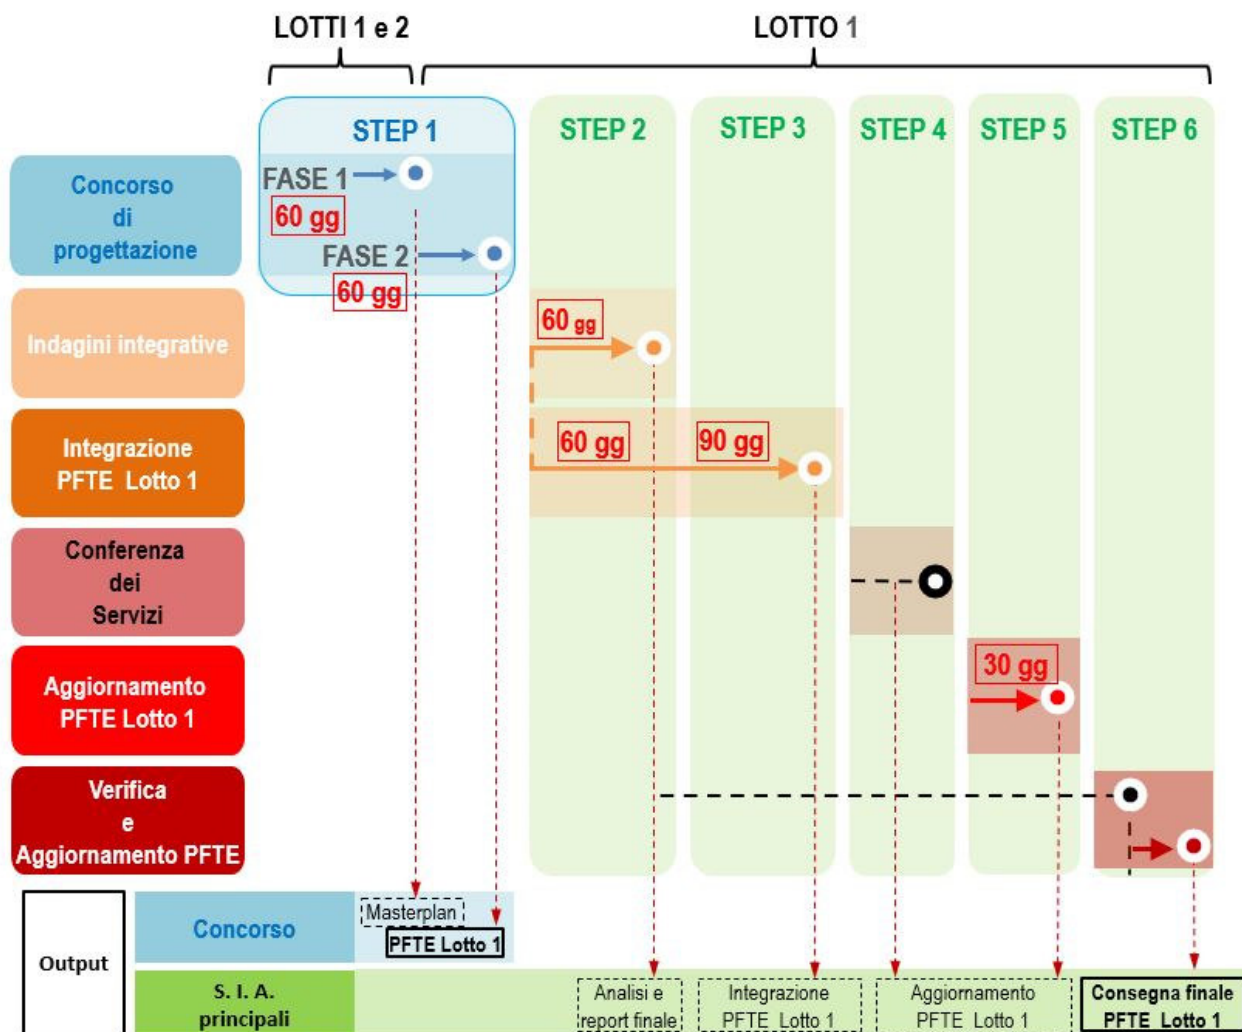 LOTTI 1 e 2
LOTTO 1
STEP 1
STEP 2
STEP 3
STEP 4
STEP 5
STEP 6
Concorso
di
progettazione
FASE 1
60 gg
FASE 2
60 gg
Indagini integrative
60 gg
Integrazione
PFTE Lotto 1
60 gg
90 gg
Conferenza
dei
Servizi
Aggiornamento
PFTE Lotto 1
30 gg
Verifica
e
Aggiornamento PFTE
Output
Concorso
Masterplan
PFTE Lotto 1
S. I. A.
principali
Analisi e
report finale
Integrazione
PFTE Lotto 1
Aggiornamento
PFTE Lotto 1
Consegna finale
PFTE Lotto 1